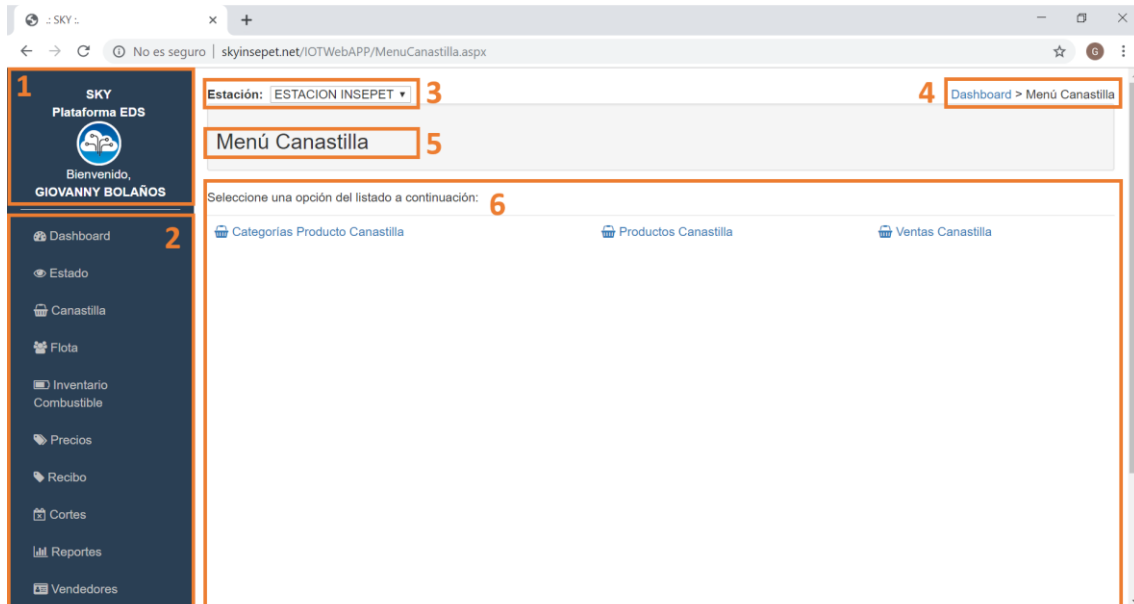 .: SKY :.
No es seguro | skyinsepet.net/IOTWebAPP/MenuCanastilla.aspx
G
1
SKY
Plataforma EDS
Bienvenido,
GIOVANNY BOLAÑOS
Estación: ESTACION INSEPET 3
4 Dashboard > Menú Canastilla
Menú Canastilla 5
Seleccione una opción del listado a continuación: 6
Categorías Producto Canastilla Productos Canastilla Ventas Canastilla
2
Dashboard
Estado
Canastilla
Flota
Inventario
Combustible
Precios
Recibo
Cortes
Reportes
Vendedores